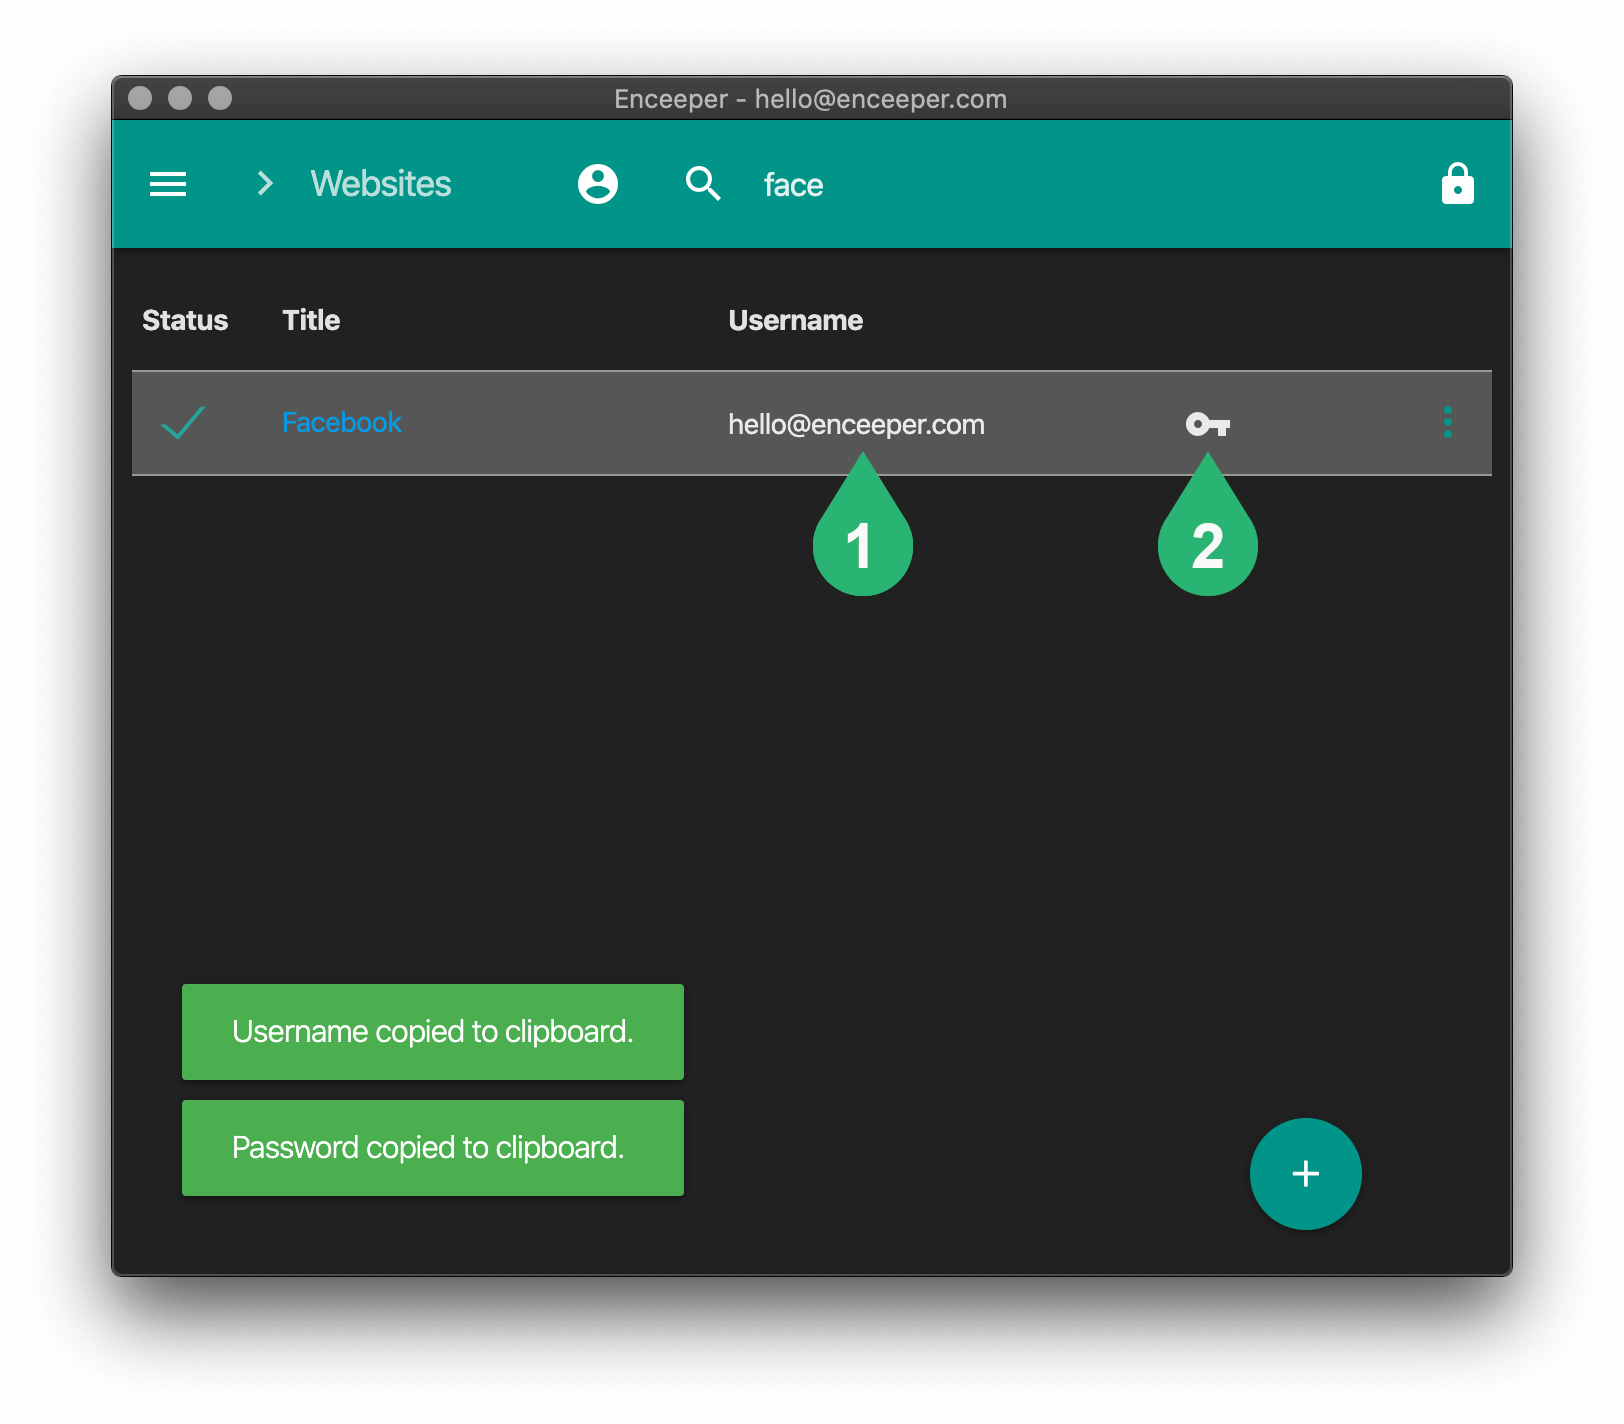 Enceeper - hello@enceeper.com
Websites face
Status Title Username
Facebook hello@enceeper.com
1 2
Username copied to clipboard.
Password copied to clipboard.
+